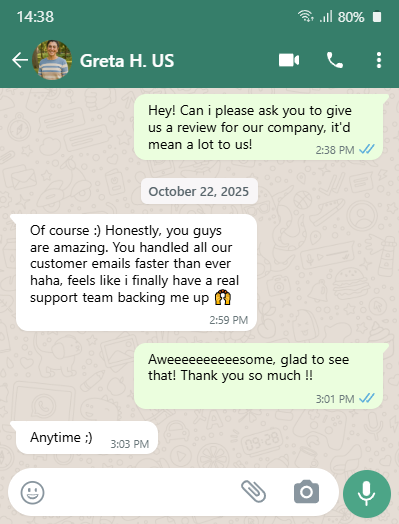 14:38 80%
Greta H. US
Hey! Can i please ask you to give
us a review for our company, it'd
mean a lot to us!
2:38 PM
October 22, 2025
Of course :) Honestly, you guys
are amazing. You handled all our
customer emails faster than ever
haha, feels like i finally have a real
support team backing me up 🙌
2:59 PM
Aweeeeeeeeeesome, glad to see
that! Thank you so much !!
3:01 PM
Anytime ;) 3:03 PM